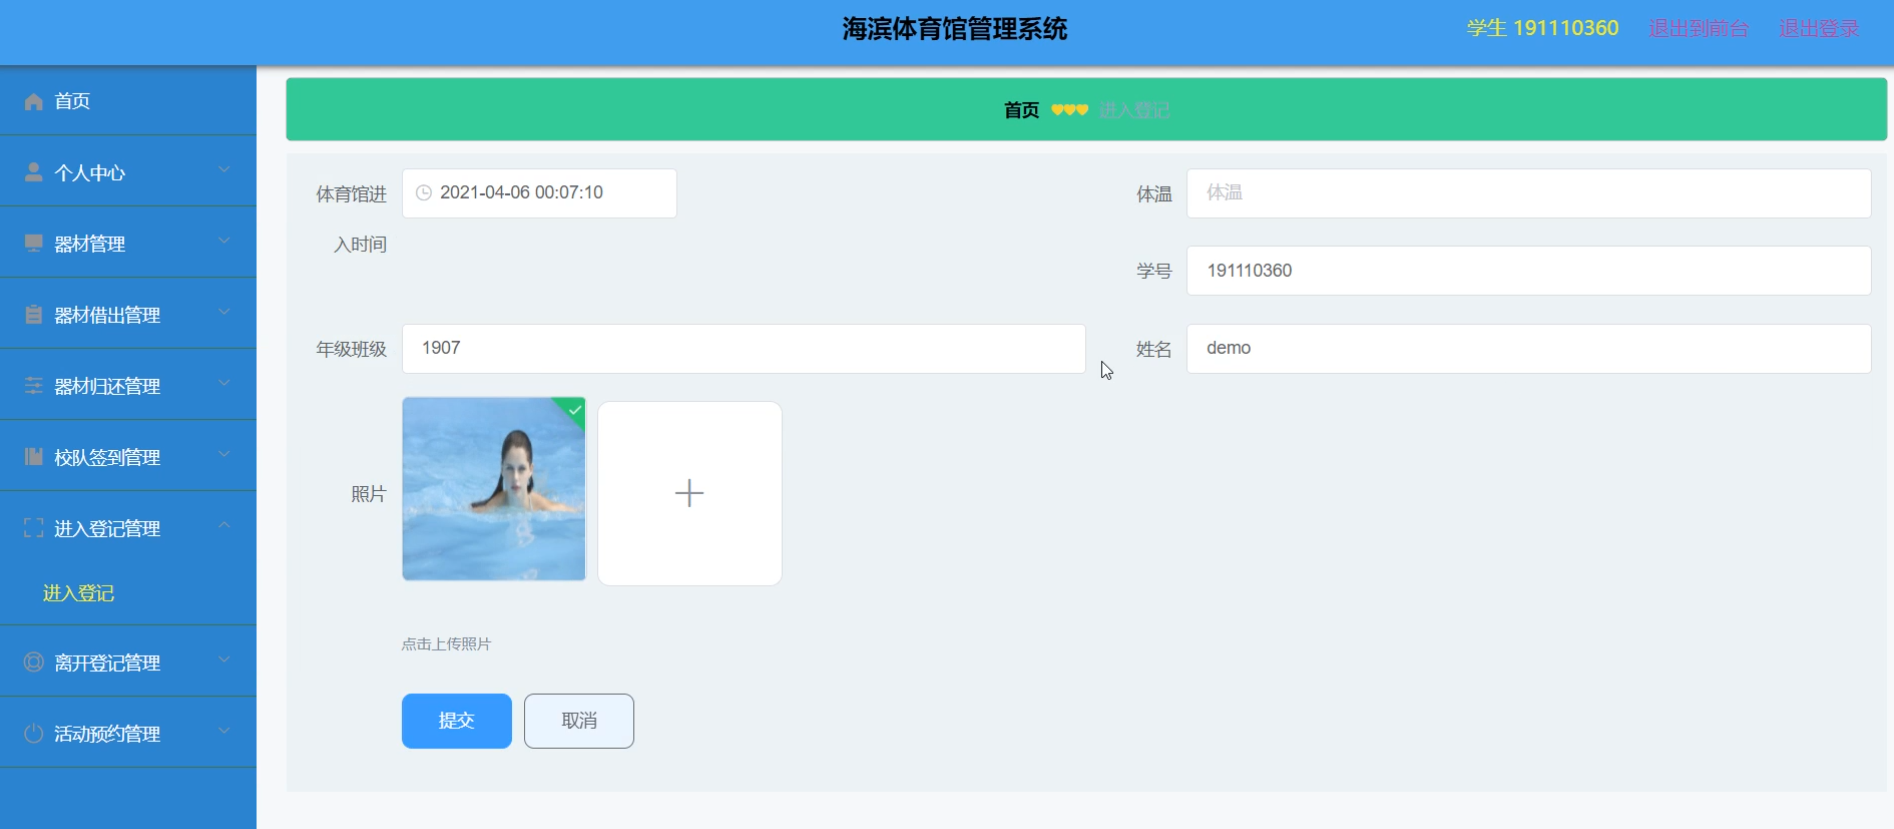 海滨体育馆管理系统
学生 191110360
退出到前台
退出登录
首页
个人中心
器材管理
器材借出管理
器材归还管理
校队签到管理
进入登记管理
进入登记
离开登记管理
活动预约管理
首页 进入登记
体育馆进
入时间
2021-04-06 00:07:10
体温
体温
学号
191110360
年级班级
1907
姓名
demo
照片
点击上传照片
提交
取消